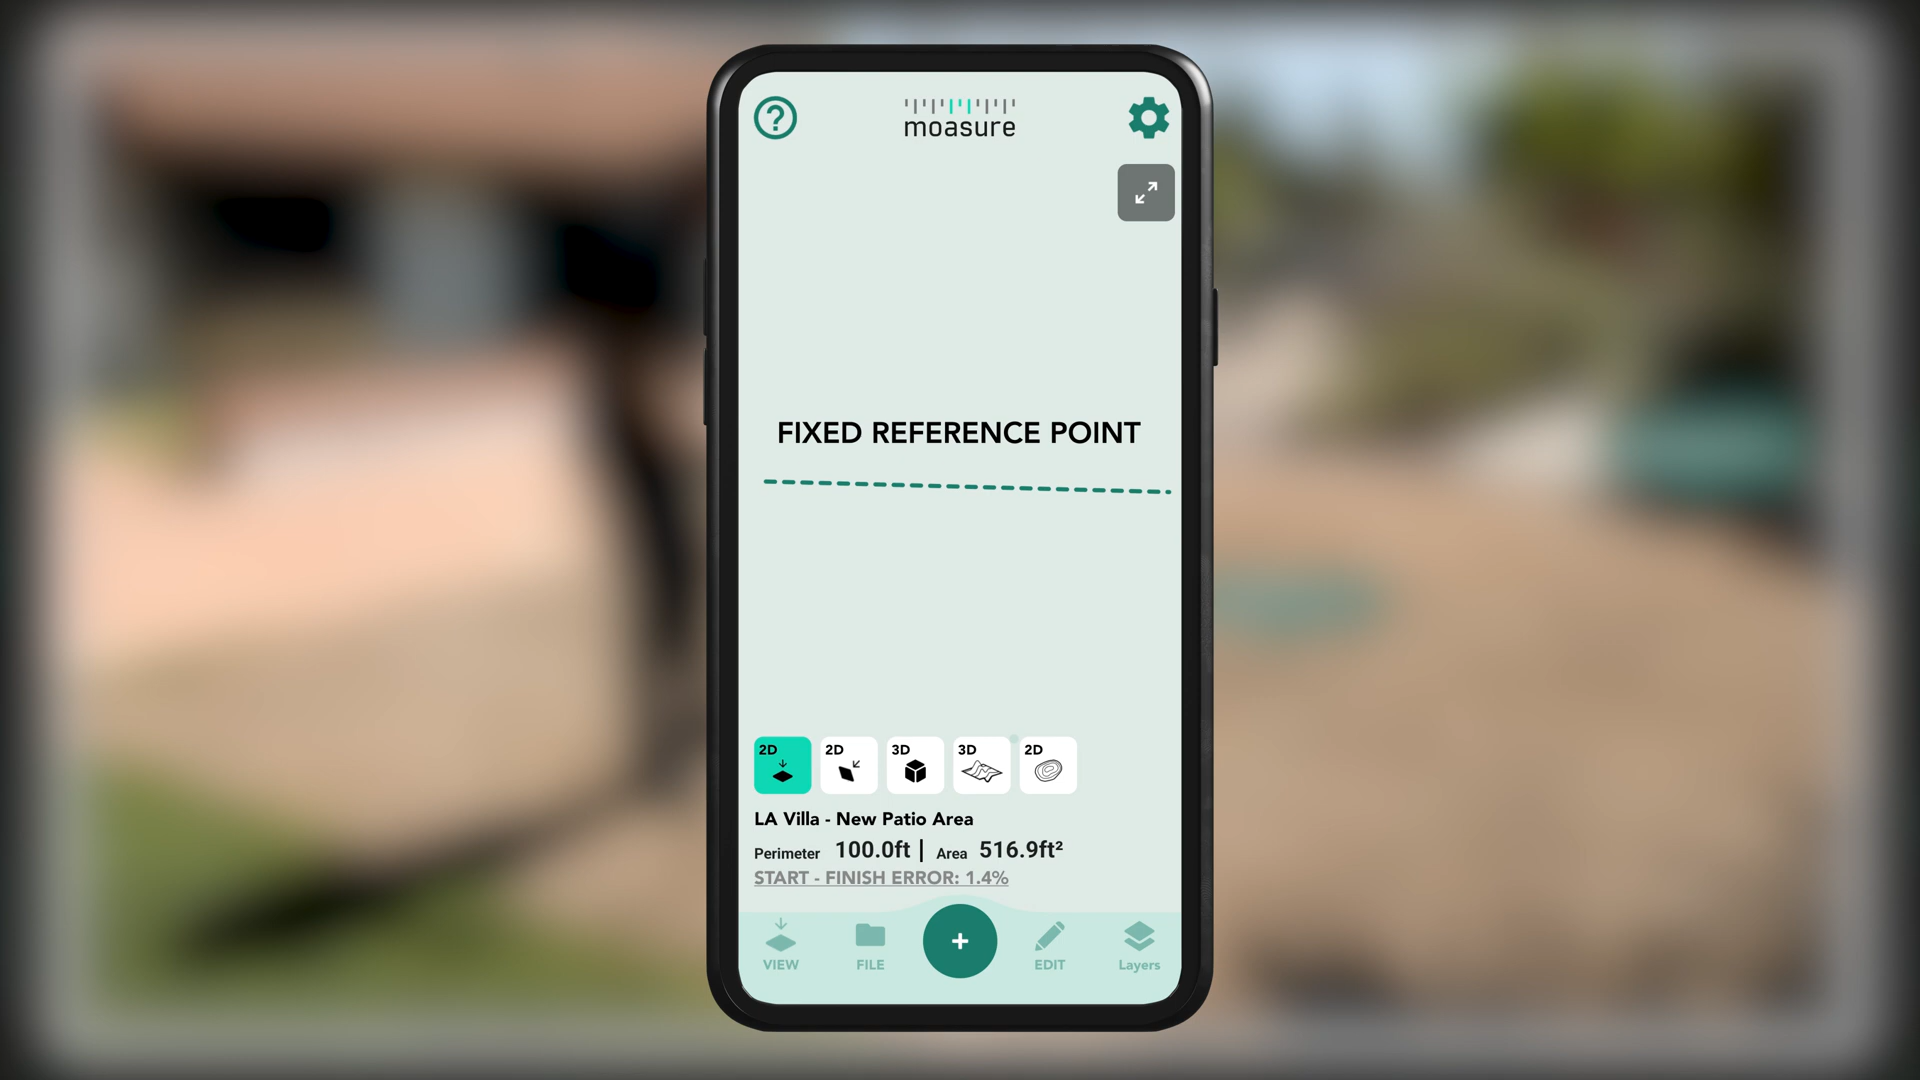 ?
moasure
FIXED REFERENCE POINT
2D 2D 3D 3D 2D
LA Villa - New Patio Area
Perimeter 100.0ft | Area 516.9ft²
START - FINISH ERROR: 1.4%
+
VIEW FILE EDIT Layers